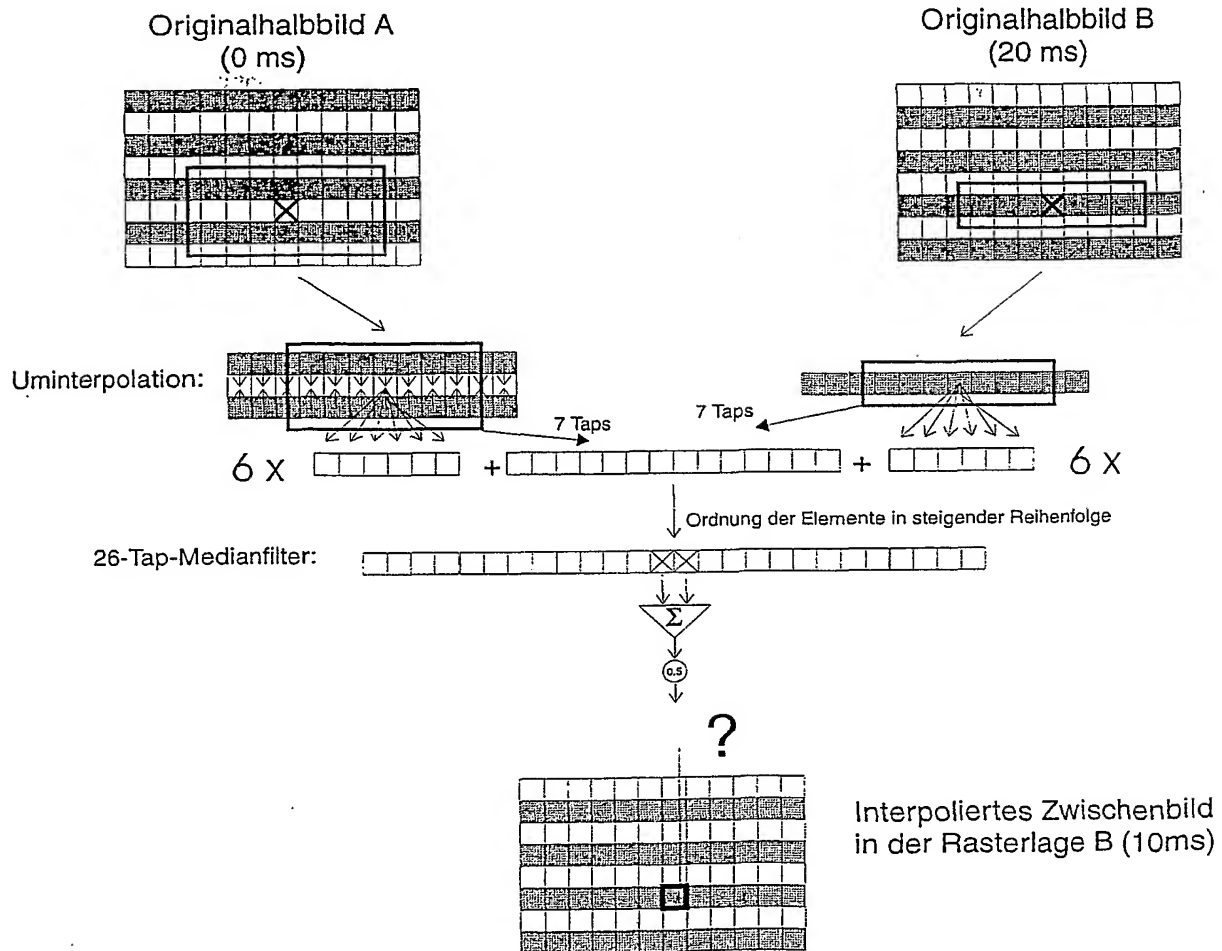 Originalhalbbild A
(0 ms)
Originalhalbbild B
(20 ms)
Uminterpolation:
7 Taps
7 Taps
6 x
+
+
6 x
Ordnung der Elemente in steigender Reihenfolge
26-Tap-Medianfilter:
Σ
0.5
?
Interpoliertes Zwischenbild
in der Rasterlage B (10ms)